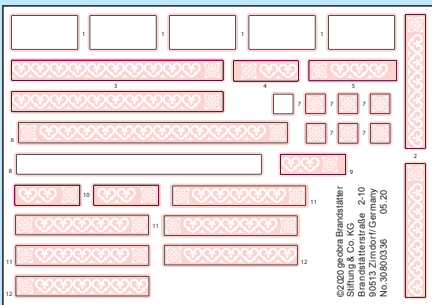 1 1 1 1
3 4 5
7 7 7
6 7 7
2
8 9
10 10 11
11
11 12
12
©2020 geobra Brandstätter
Stiftung & Co. KG
Brandstätterstraße 2-10
90513 Zirndorf/Germany
No.30800336 05.20